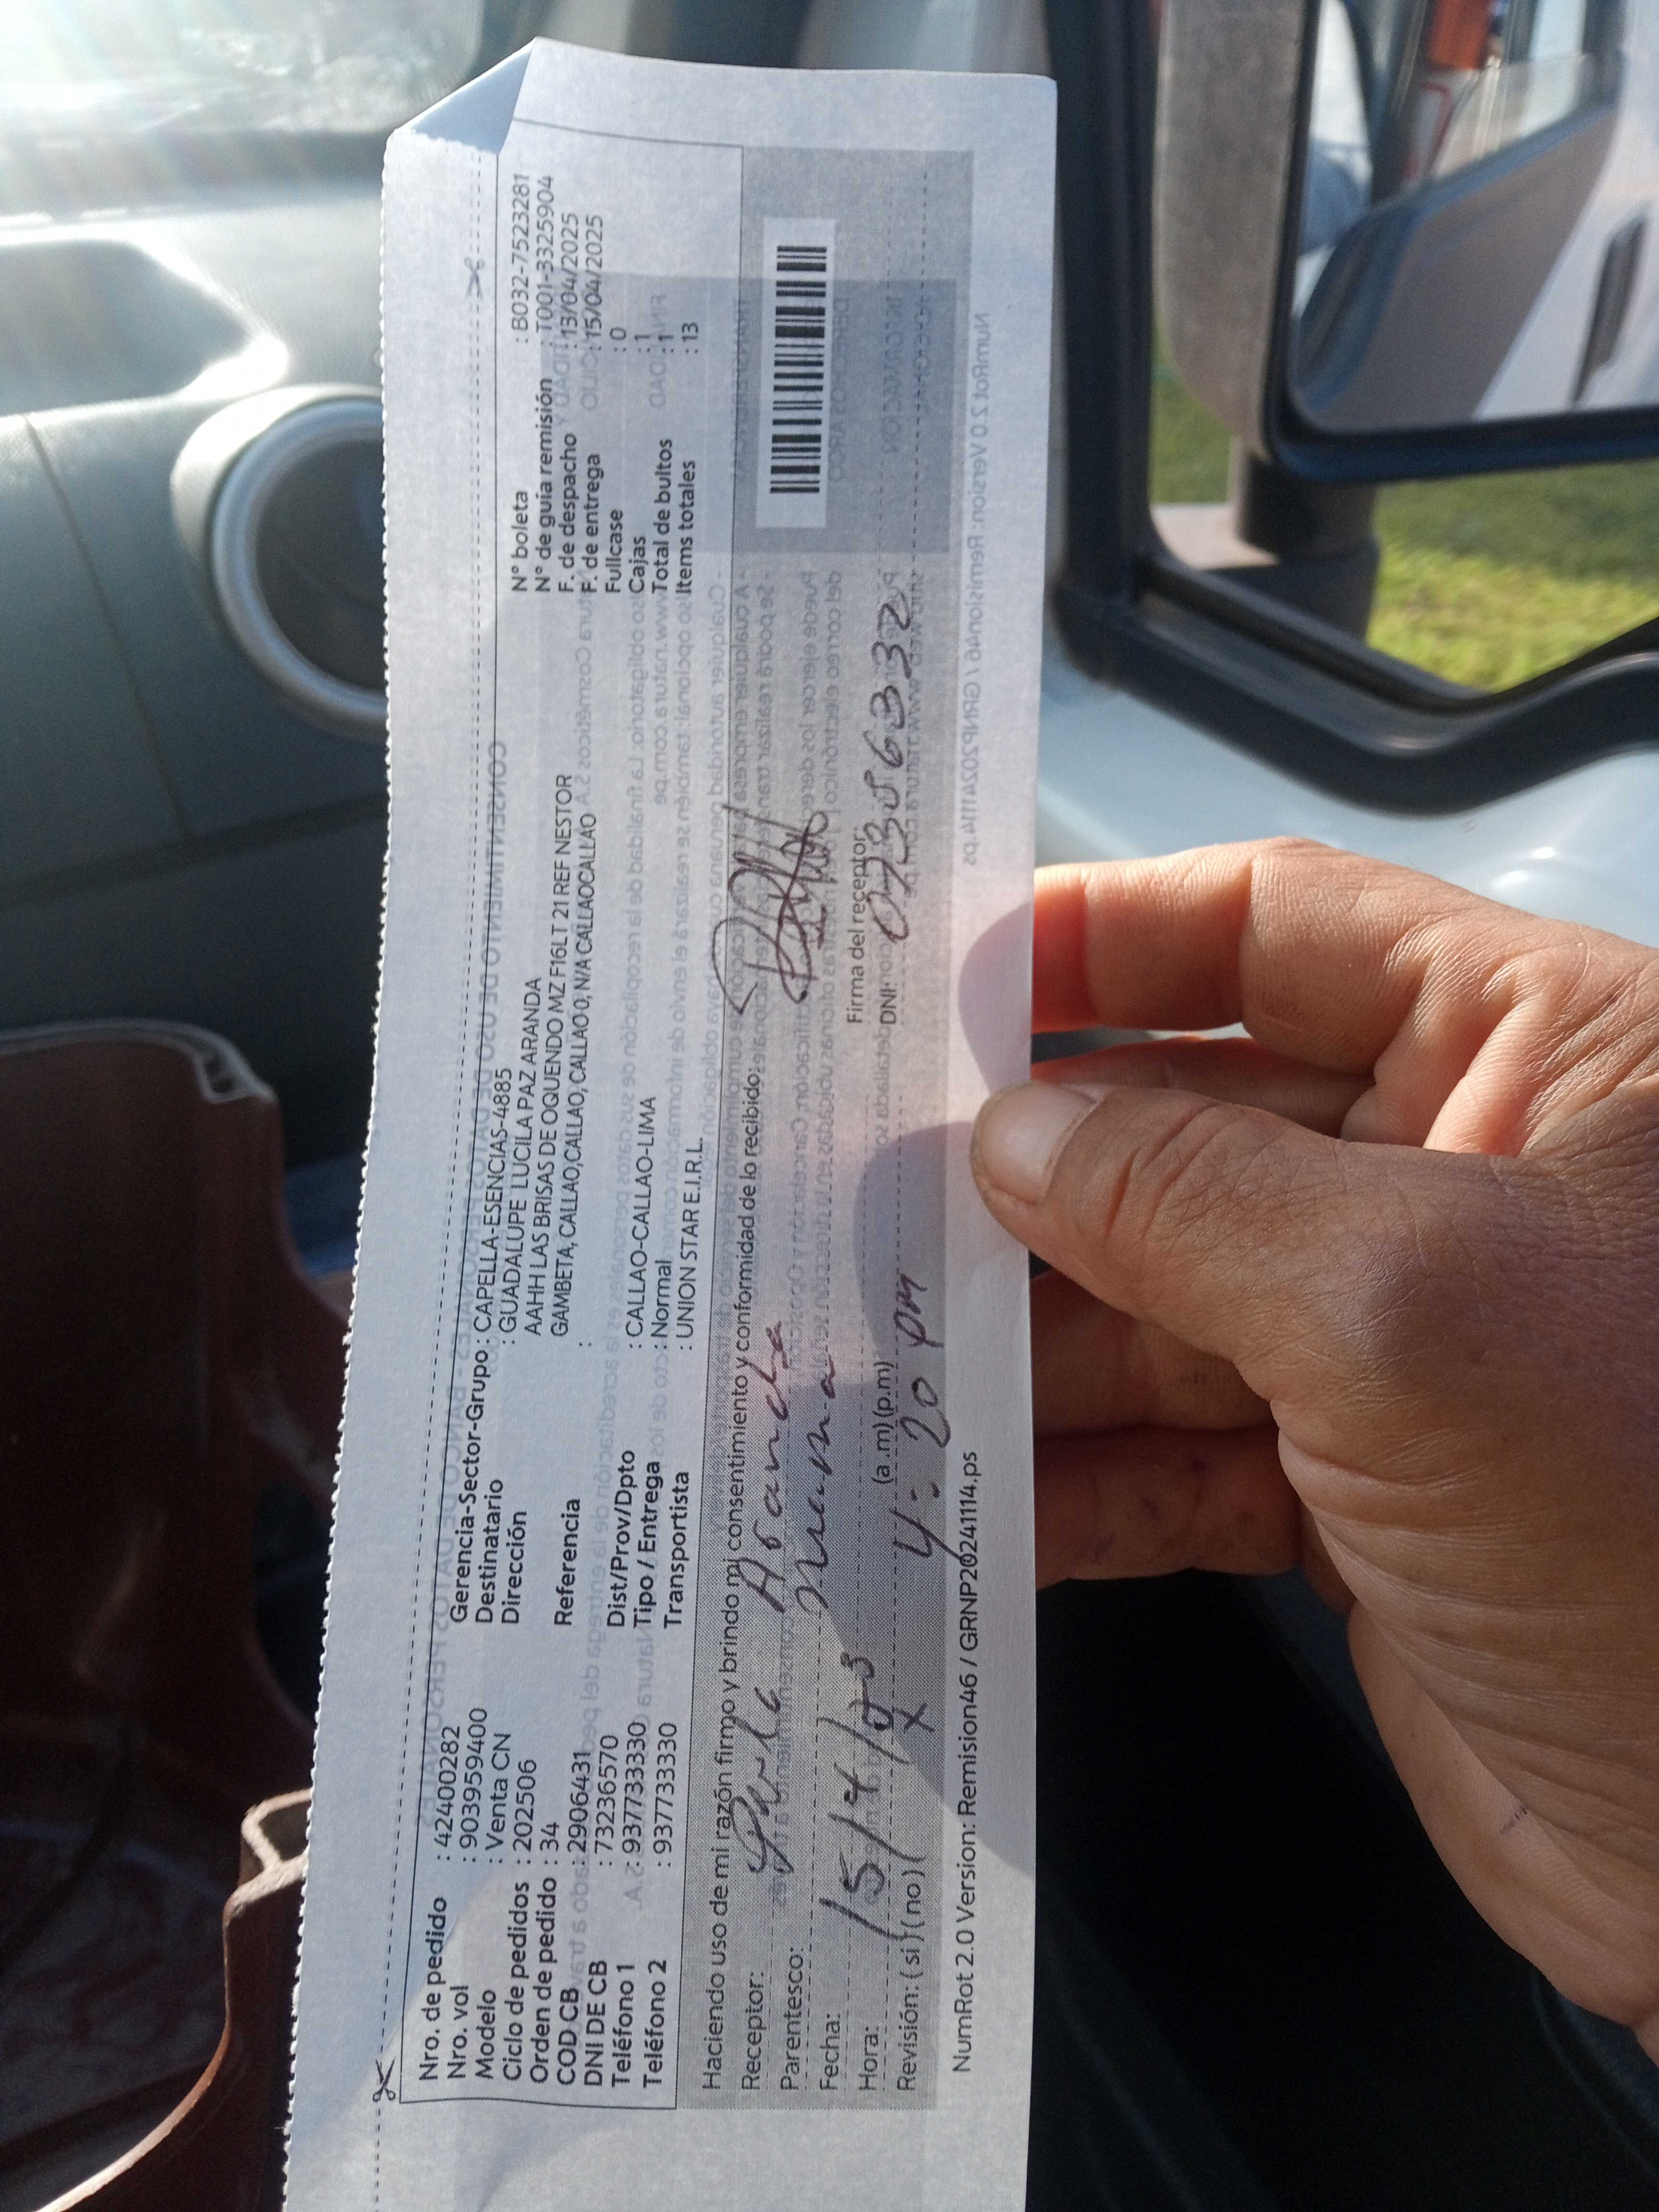 Nro. de pedido : 42400282
Nro. vol : 903959400
Modelo : Venta CN
Ciclo de pedidos : 202506
Orden de pedido : 34
COD CB : 2906431
DNI DE CB : 73236570
Teléfono 1 : 937733330
Teléfono 2 : 937733330
Gerencia-Sector-Grupo : CAPELLA-ESENCIAS-4885
Destinatario : GUADALUPE LUCILA PAZ ARANDA
Dirección AAHH LAS BRISAS DE OQUENDO MZ F16LT 21 REF NESTOR
GAMBETA, CALLAO,CALLAO, CALLAO 0, N/A CALLAOCALLAO
Referencia :
Dist/Prov/Dpto : CALLAO-CALLAO-LIMA
Tipo / Entrega : Normal
Transportista : UNION STAR E.I.R.L.
N° boleta : B032-7523281
N° de guía remisión : T001-3325904
F. de despacho : 13/04/2025
F. de entrega : 15/04/2025
Fullcase : 0
Cajas : 1
Total de bultos : 1
Items totales : 13
Haciendo uso de mi razón firmo y brindo mi consentimiento y conformidad de lo recibido:
Receptor: Aranda
Parentesco: mama
Fecha: 15/4/25
Hora: (a .m) (p.m) 4:20 pm
Revisión: ( si ) (no) ( X
Firma del receptor:
DNI:
NumRot 2.0 Version: Remision46 / GRNP20241114.ps